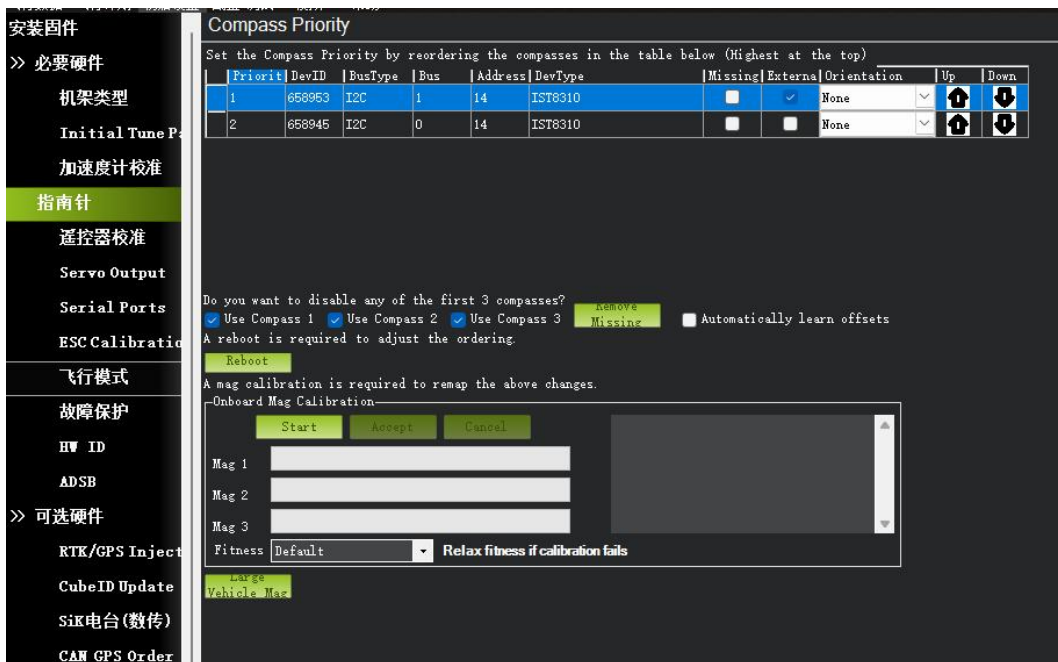 安装固件
>> 必要硬件
机架类型
Initial Tune Pa
加速度计校准
指南针
遥控器校准
Servo Output
Serial Ports
ESC Calibratio
飞行模式
故障保护
HW ID
ADSB
>> 可选硬件
RTK/GPS Inject
CubeID Update
SiK电台(数传)
CAN GPS Order
Compass Priority
Set the Compass Priority by reordering the compasses in the table below (Highest at the top)
Priorit DevID BusType Bus Address DevType Missing Externa Orientation Up Down
1 658953 I2C 1 14 IST8310 None
2 658945 I2C 0 14 IST8310 None
Do you want to disable any of the first 3 compasses?
Use Compass 1 Use Compass 2 Use Compass 3 Remove Missing Automatically learn offsets
A reboot is required to adjust the ordering.
Reboot
A mag calibration is required to remap the above changes.
Onboard Mag Calibration
Start Accept Cancel
Mag 1
Mag 2
Mag 3
Fitness Default Relax fitness if calibration fails
Large
Vehicle Mag